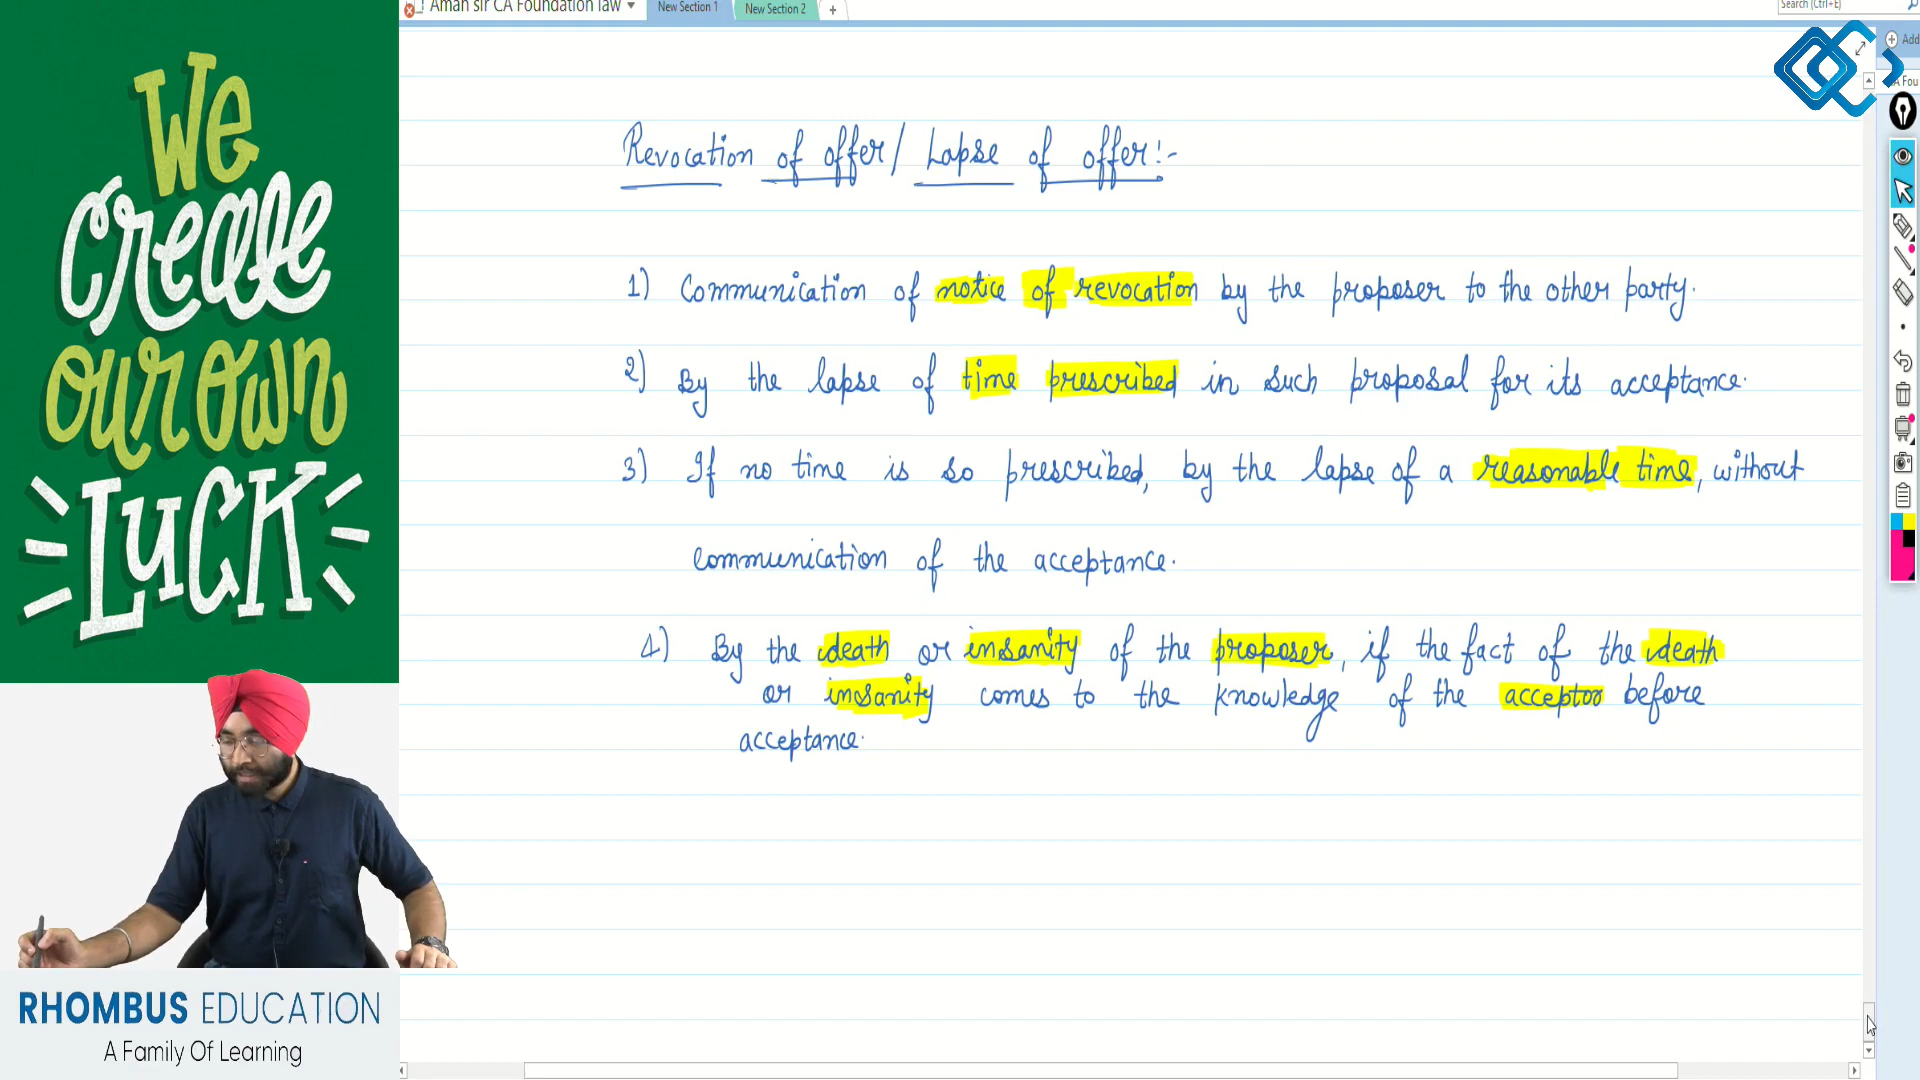 Aman sir CA Foundation law
New Section 1
New Section 2
Search (Ctrl+E)
Add
A Fou
We
Create
our own
Luck
Revocation of offer/ Lapse of offer:-
1) Communication of notice of revocation by the proposer to the other party.
2) By the lapse of time prescribed in such proposal for its acceptance.
3) If no time is so prescribed, by the lapse of a reasonable time, without
communication of the acceptance.
4) By the death or insanity of the proposer, if the fact of the death
or insanity comes to the knowledge of the acceptor before
acceptance.
RHOMBUS EDUCATION
A Family Of Learning